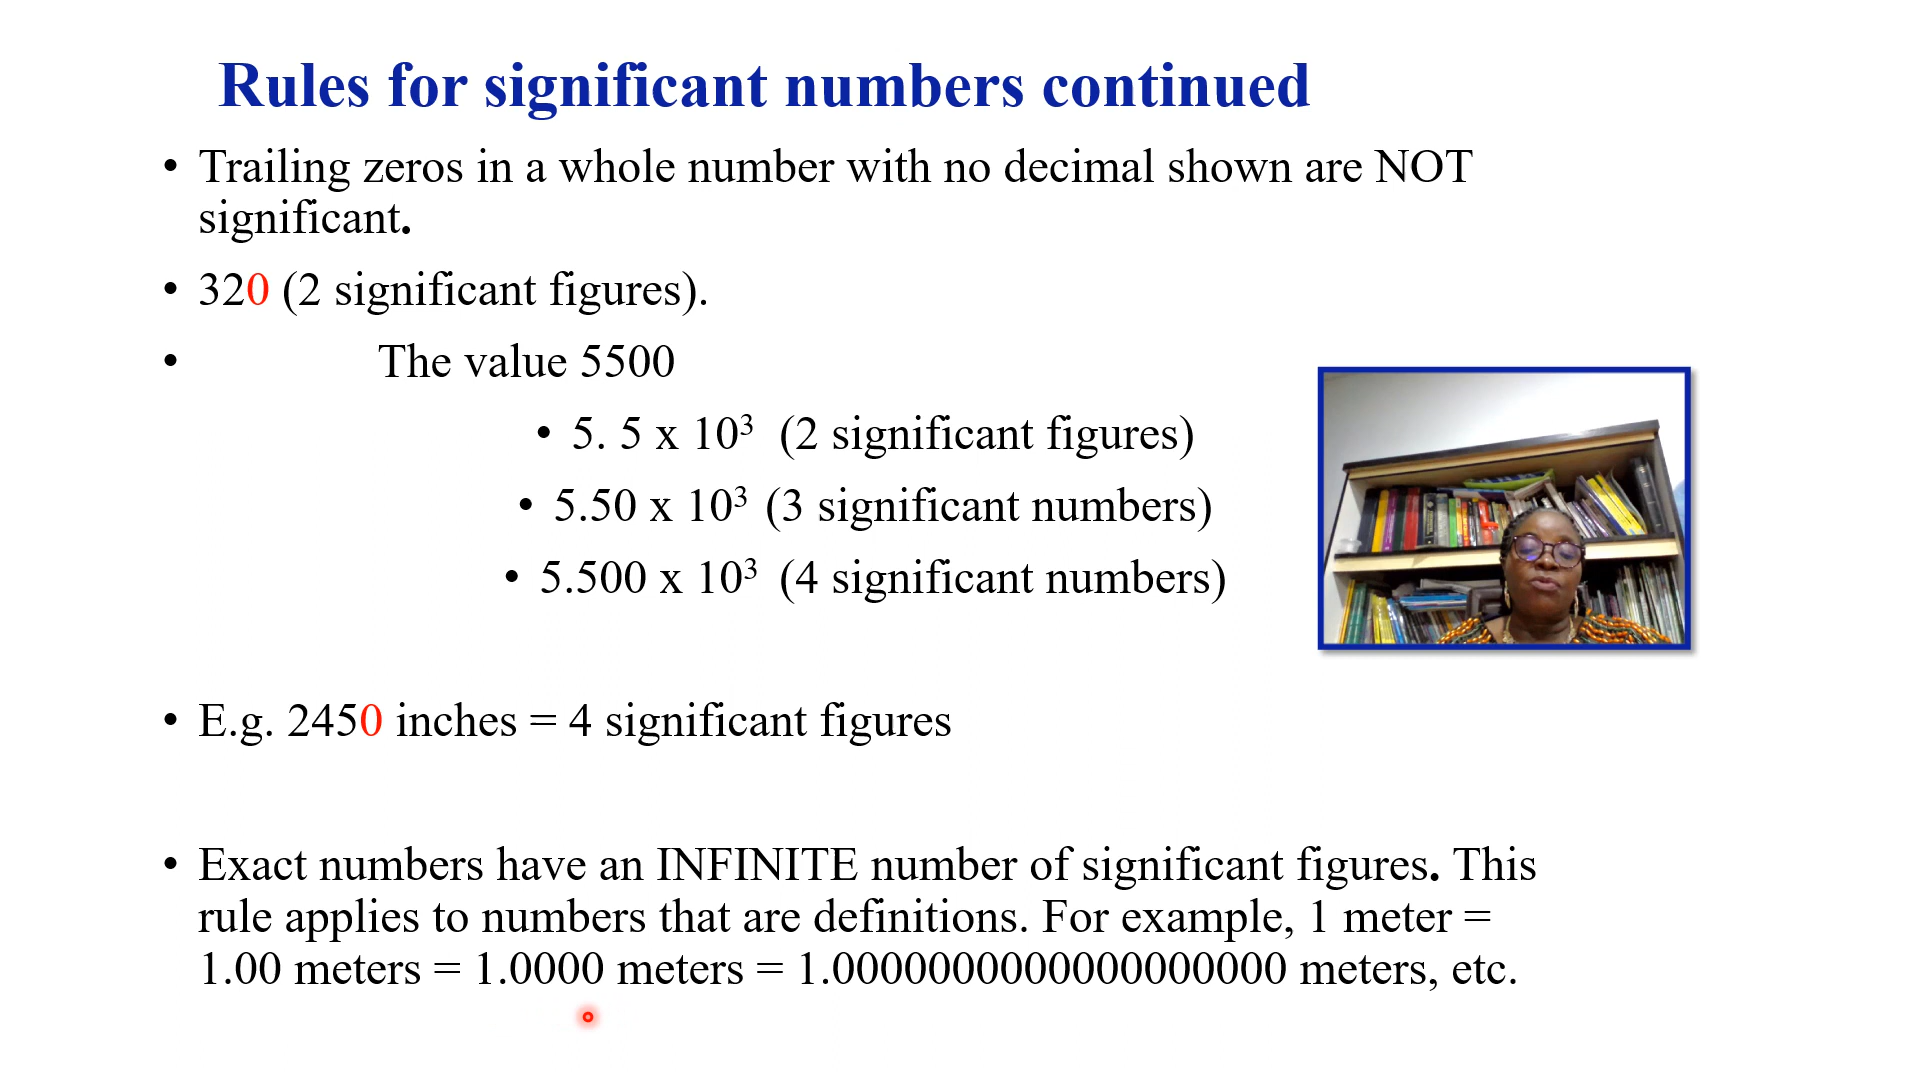 Rules for significant numbers continued
• Trailing zeros in a whole number with no decimal shown are NOT
significant.
• 320 (2 significant figures).
• The value 5500
• 5. 5 x 10³ (2 significant figures)
• 5.50 x 10³ (3 significant numbers)
• 5.500 x 10³ (4 significant numbers)
• E.g. 2450 inches = 4 significant figures
• Exact numbers have an INFINITE number of significant figures. This
rule applies to numbers that are definitions. For example, 1 meter =
1.00 meters = 1.0000 meters = 1.00000000000000000000 meters, etc.